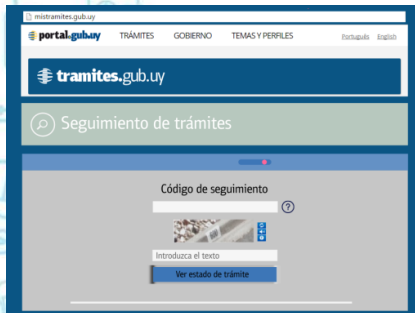 mistramites.gub.uy
portal.gub.uy TRÁMITES GOBIERNO TEMAS Y PERFILES Português English
tramites.gub.uy
Seguimiento de trámites
Código de seguimiento
?
Introduzca el texto
Ver estado de trámite